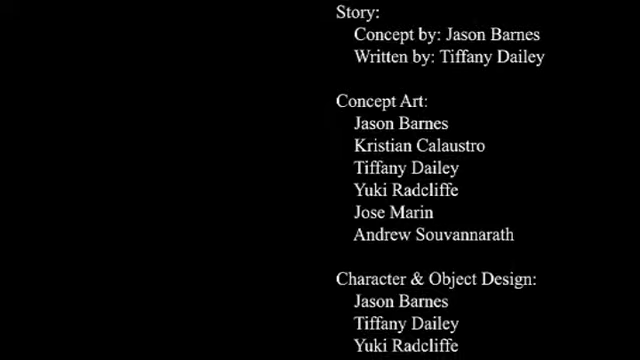 Story:
Concept by: Jason Barnes
Written by: Tiffany Dailey
Concept Art:
Jason Barnes
Kristian Calaustro
Tiffany Dailey
Yuki Radcliffe
Jose Marin
Andrew Souvannarath
Character & Object Design:
Jason Barnes
Tiffany Dailey
Yuki Radcliffe